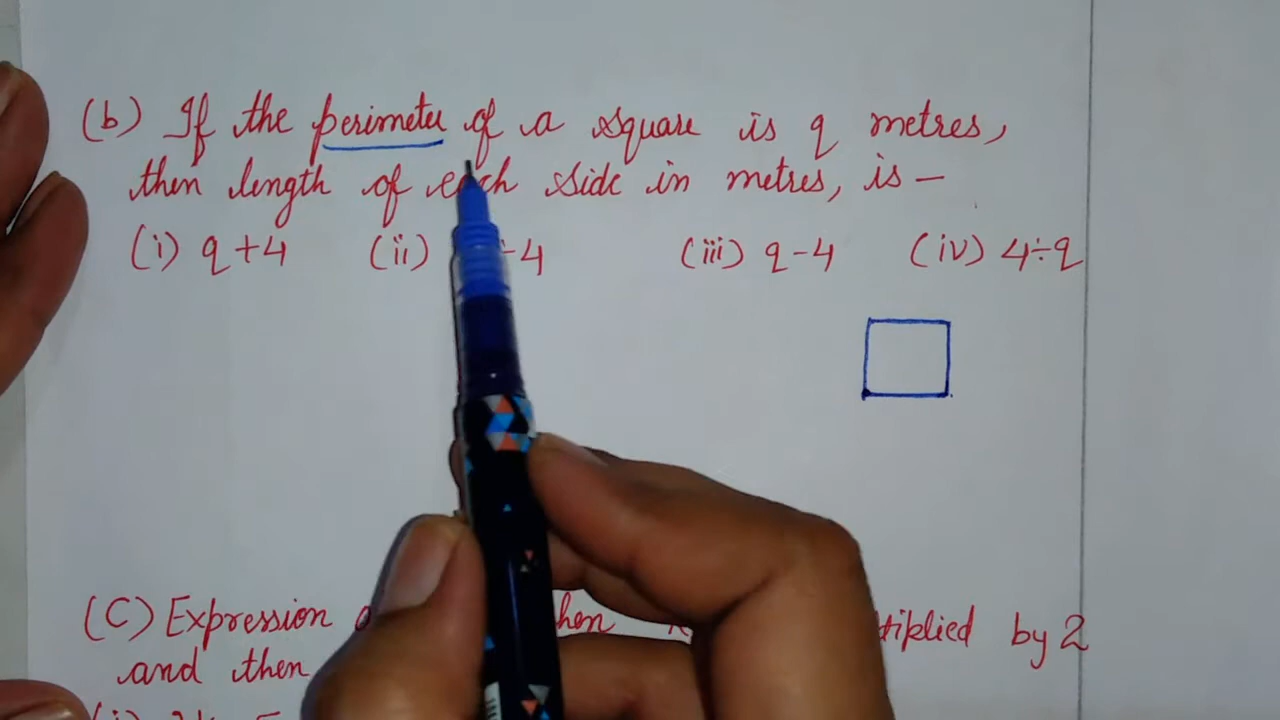 (b) If the perimeter of a square is q metres,
then length of each side in metres, is –
(i) q+4 (ii) ÷4 (iii) q-4 (iv) 4÷q
(C) Expression when multiplied by 2
and then